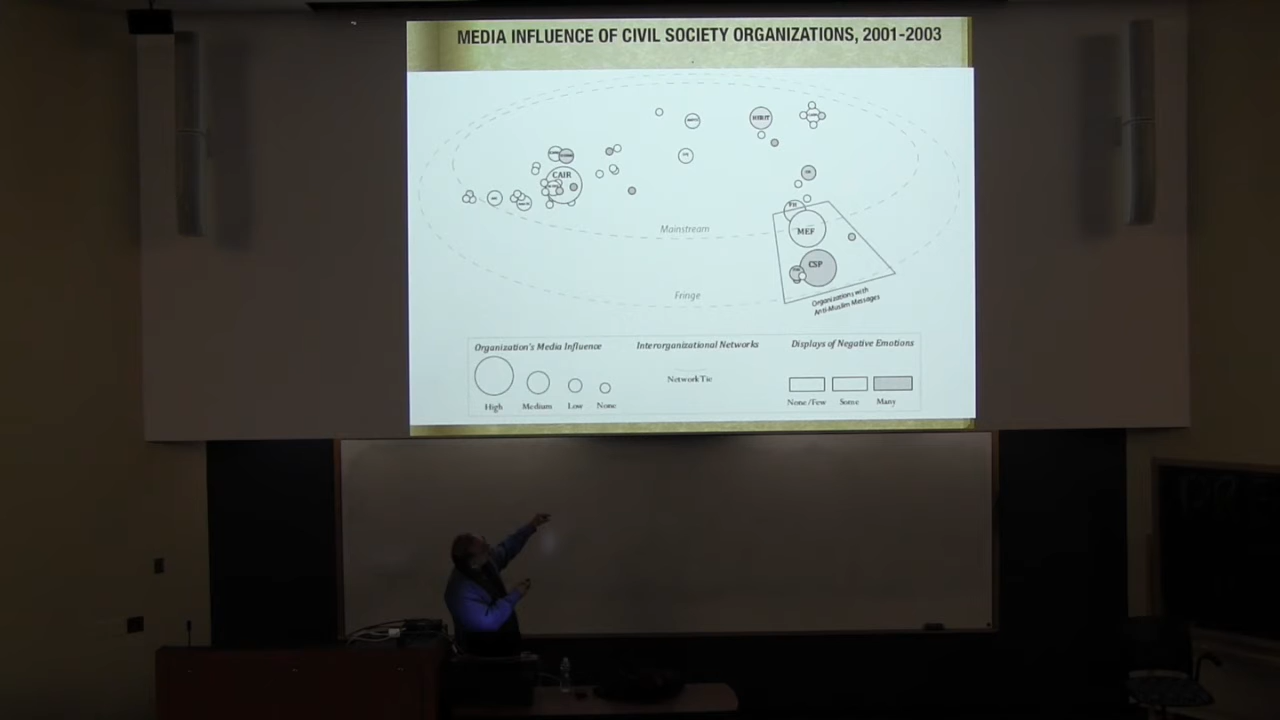 MEDIA INFLUENCE OF CIVIL SOCIETY ORGANIZATIONS, 2001-2003
CAIR
MEF
CSP
Mainstream
Fringe
Organizations with
Anti-Muslim Messages
Organization's Media Influence
Interorganizational Networks
Displays of Negative Emotions
Network Tie
High
Medium
Low
None
None/Few
Some
Many